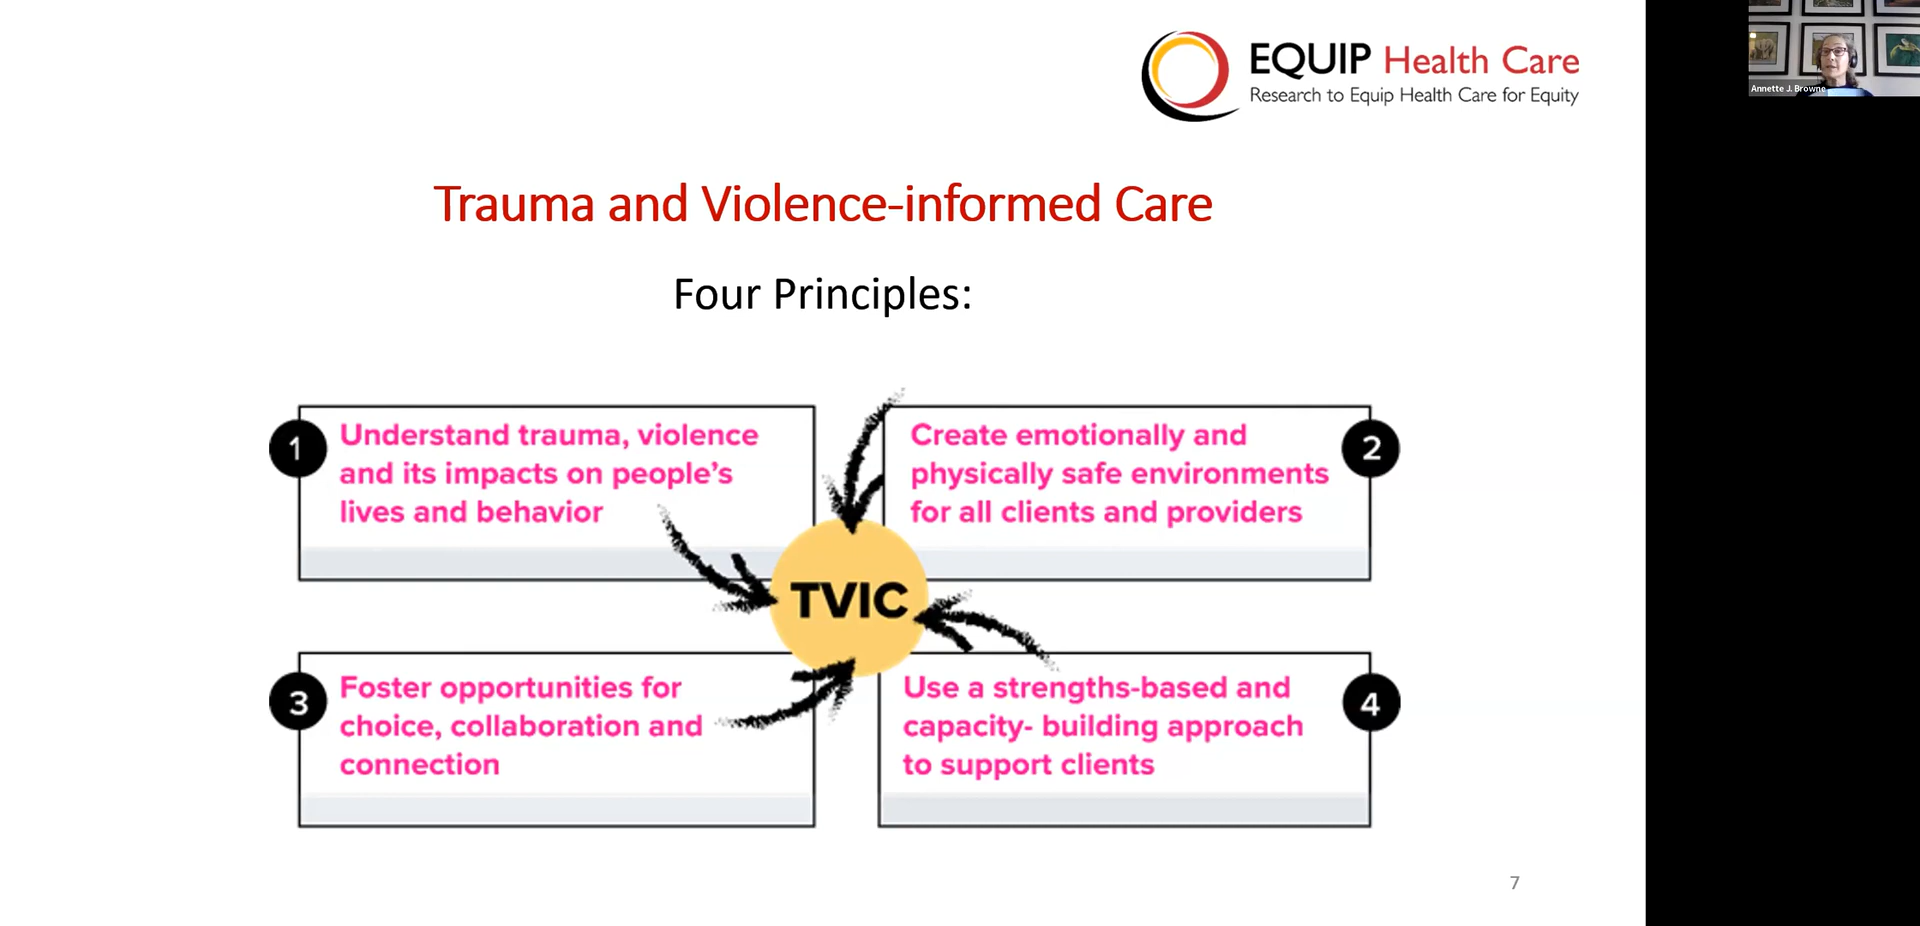 EQUIP Health Care
Research to Equip Health Care for Equity
Annette J. Browne
Trauma and Violence-informed Care
Four Principles:
1
Understand trauma, violence
and its impacts on people's
lives and behavior
2
Create emotionally and
physically safe environments
for all clients and providers
TVIC
3
Foster opportunities for
choice, collaboration and
connection
4
Use a strengths-based and
capacity- building approach
to support clients
7